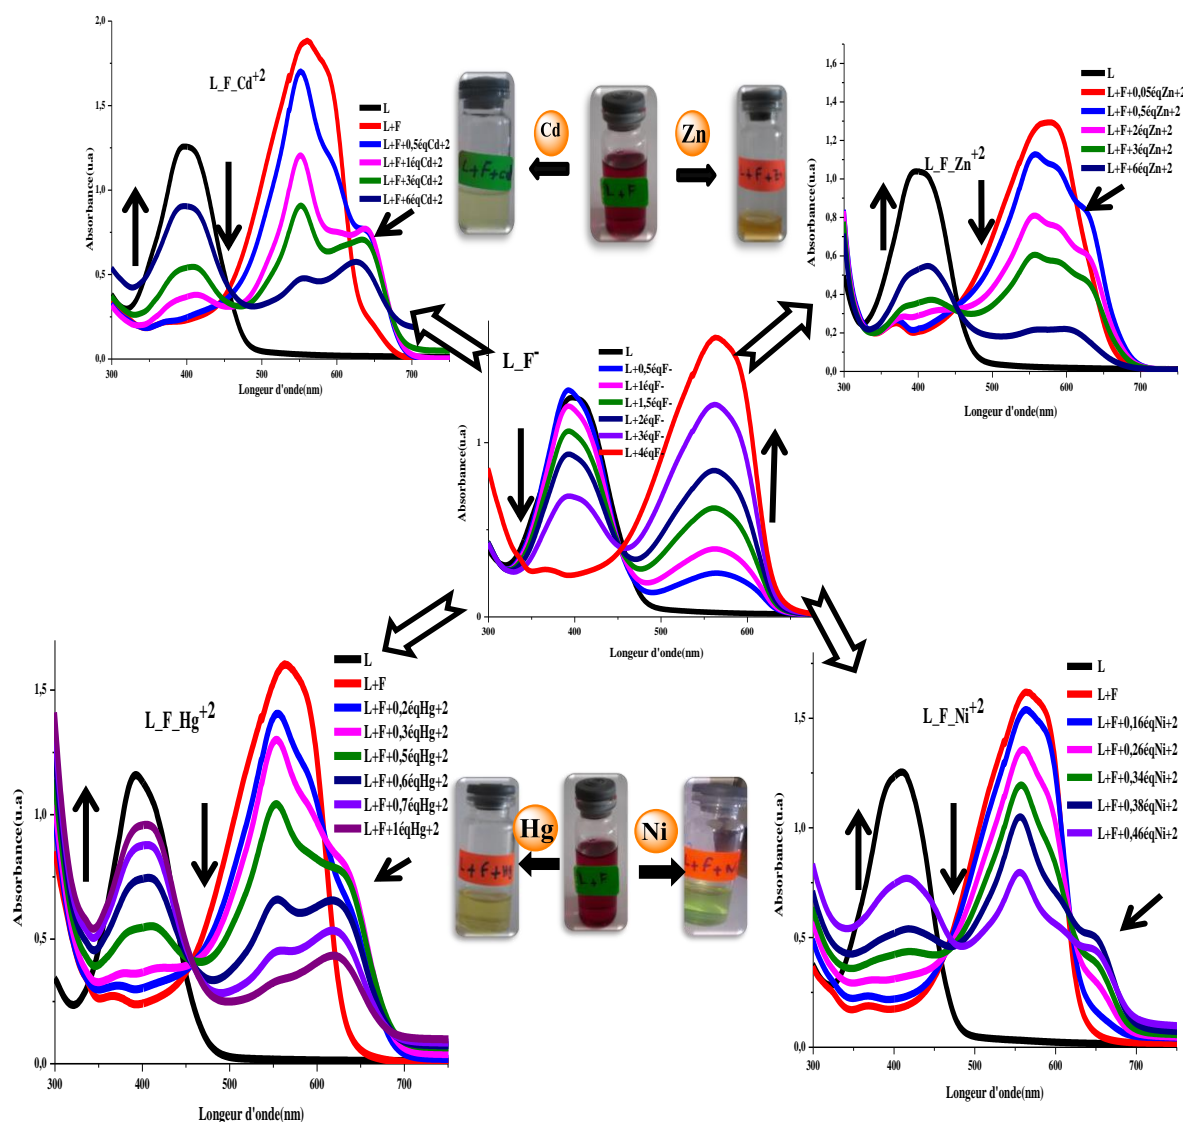 L_F_Cd+2
L
L+F
L+F+0,5éqCd+2
L+F+1éqCd+2
L+F+3éqCd+2
L+F+6éqCd+2
2,0
1,5
1,0
0,5
0,0
300
400
500
600
700
Absorbance(u.a)
Longeur d'onde(nm)
Cd
L+F+Cd
L+F
Zn
L+F+Zn
L_F_Zn+2
L
L+F+0,05éqZn+2
L+F+0,5éqZn+2
L+F+2éqZn+2
L+F+3éqZn+2
L+F+6éqZn+2
1,6
1,4
1,2
1,0
0,8
0,6
0,4
0,2
0,0
300
400
500
600
700
Absorbance(u.a)
Longeur d'onde(nm)
L_F-
L
L+0,5éqF-
L+1éqF-
L+1,5éqF-
L+2éqF-
L+3éqF-
L+4éqF-
1
0
300
400
500
600
Absorbance(u.a)
Longeur d'onde(nm)
L_F_Hg+2
L
L+F
L+F+0,2éqHg+2
L+F+0,3éqHg+2
L+F+0,5éqHg+2
L+F+0,6éqHg+2
L+F+0,7éqHg+2
L+F+1éqHg+2
1,5
1,0
0,5
0,0
300
400
500
600
700
Absorbance(u.a)
Longeur d'onde(nm)
Hg
L+F+Hg
L+F
Ni
L+F+N
L_F_Ni+2
L
L+F
L+F+0,16éqNi+2
L+F+0,26éqNi+2
L+F+0,34éqNi+2
L+F+0,38éqNi+2
L+F+0,46éqNi+2
1,5
1,0
0,5
0,0
300
400
500
600
700
Absorbance(u.a)
Longeur d'onde(nm)